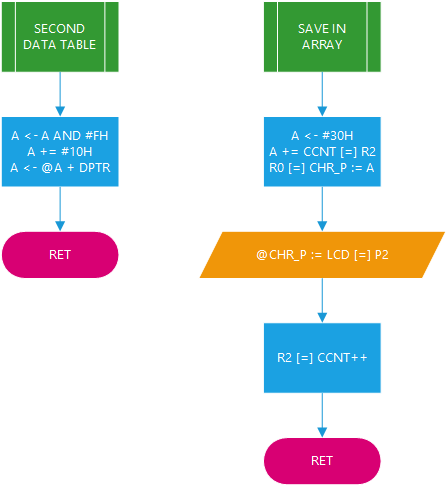 SECOND
DATA TABLE
A <- A AND #FH
A += #10H
A <- @A + DPTR
RET
SAVE IN
ARRAY
A <- #30H
A += CCNT [=] R2
R0 [=] CHR_P := A
@CHR_P := LCD [=] P2
R2 [=] CCNT++
RET